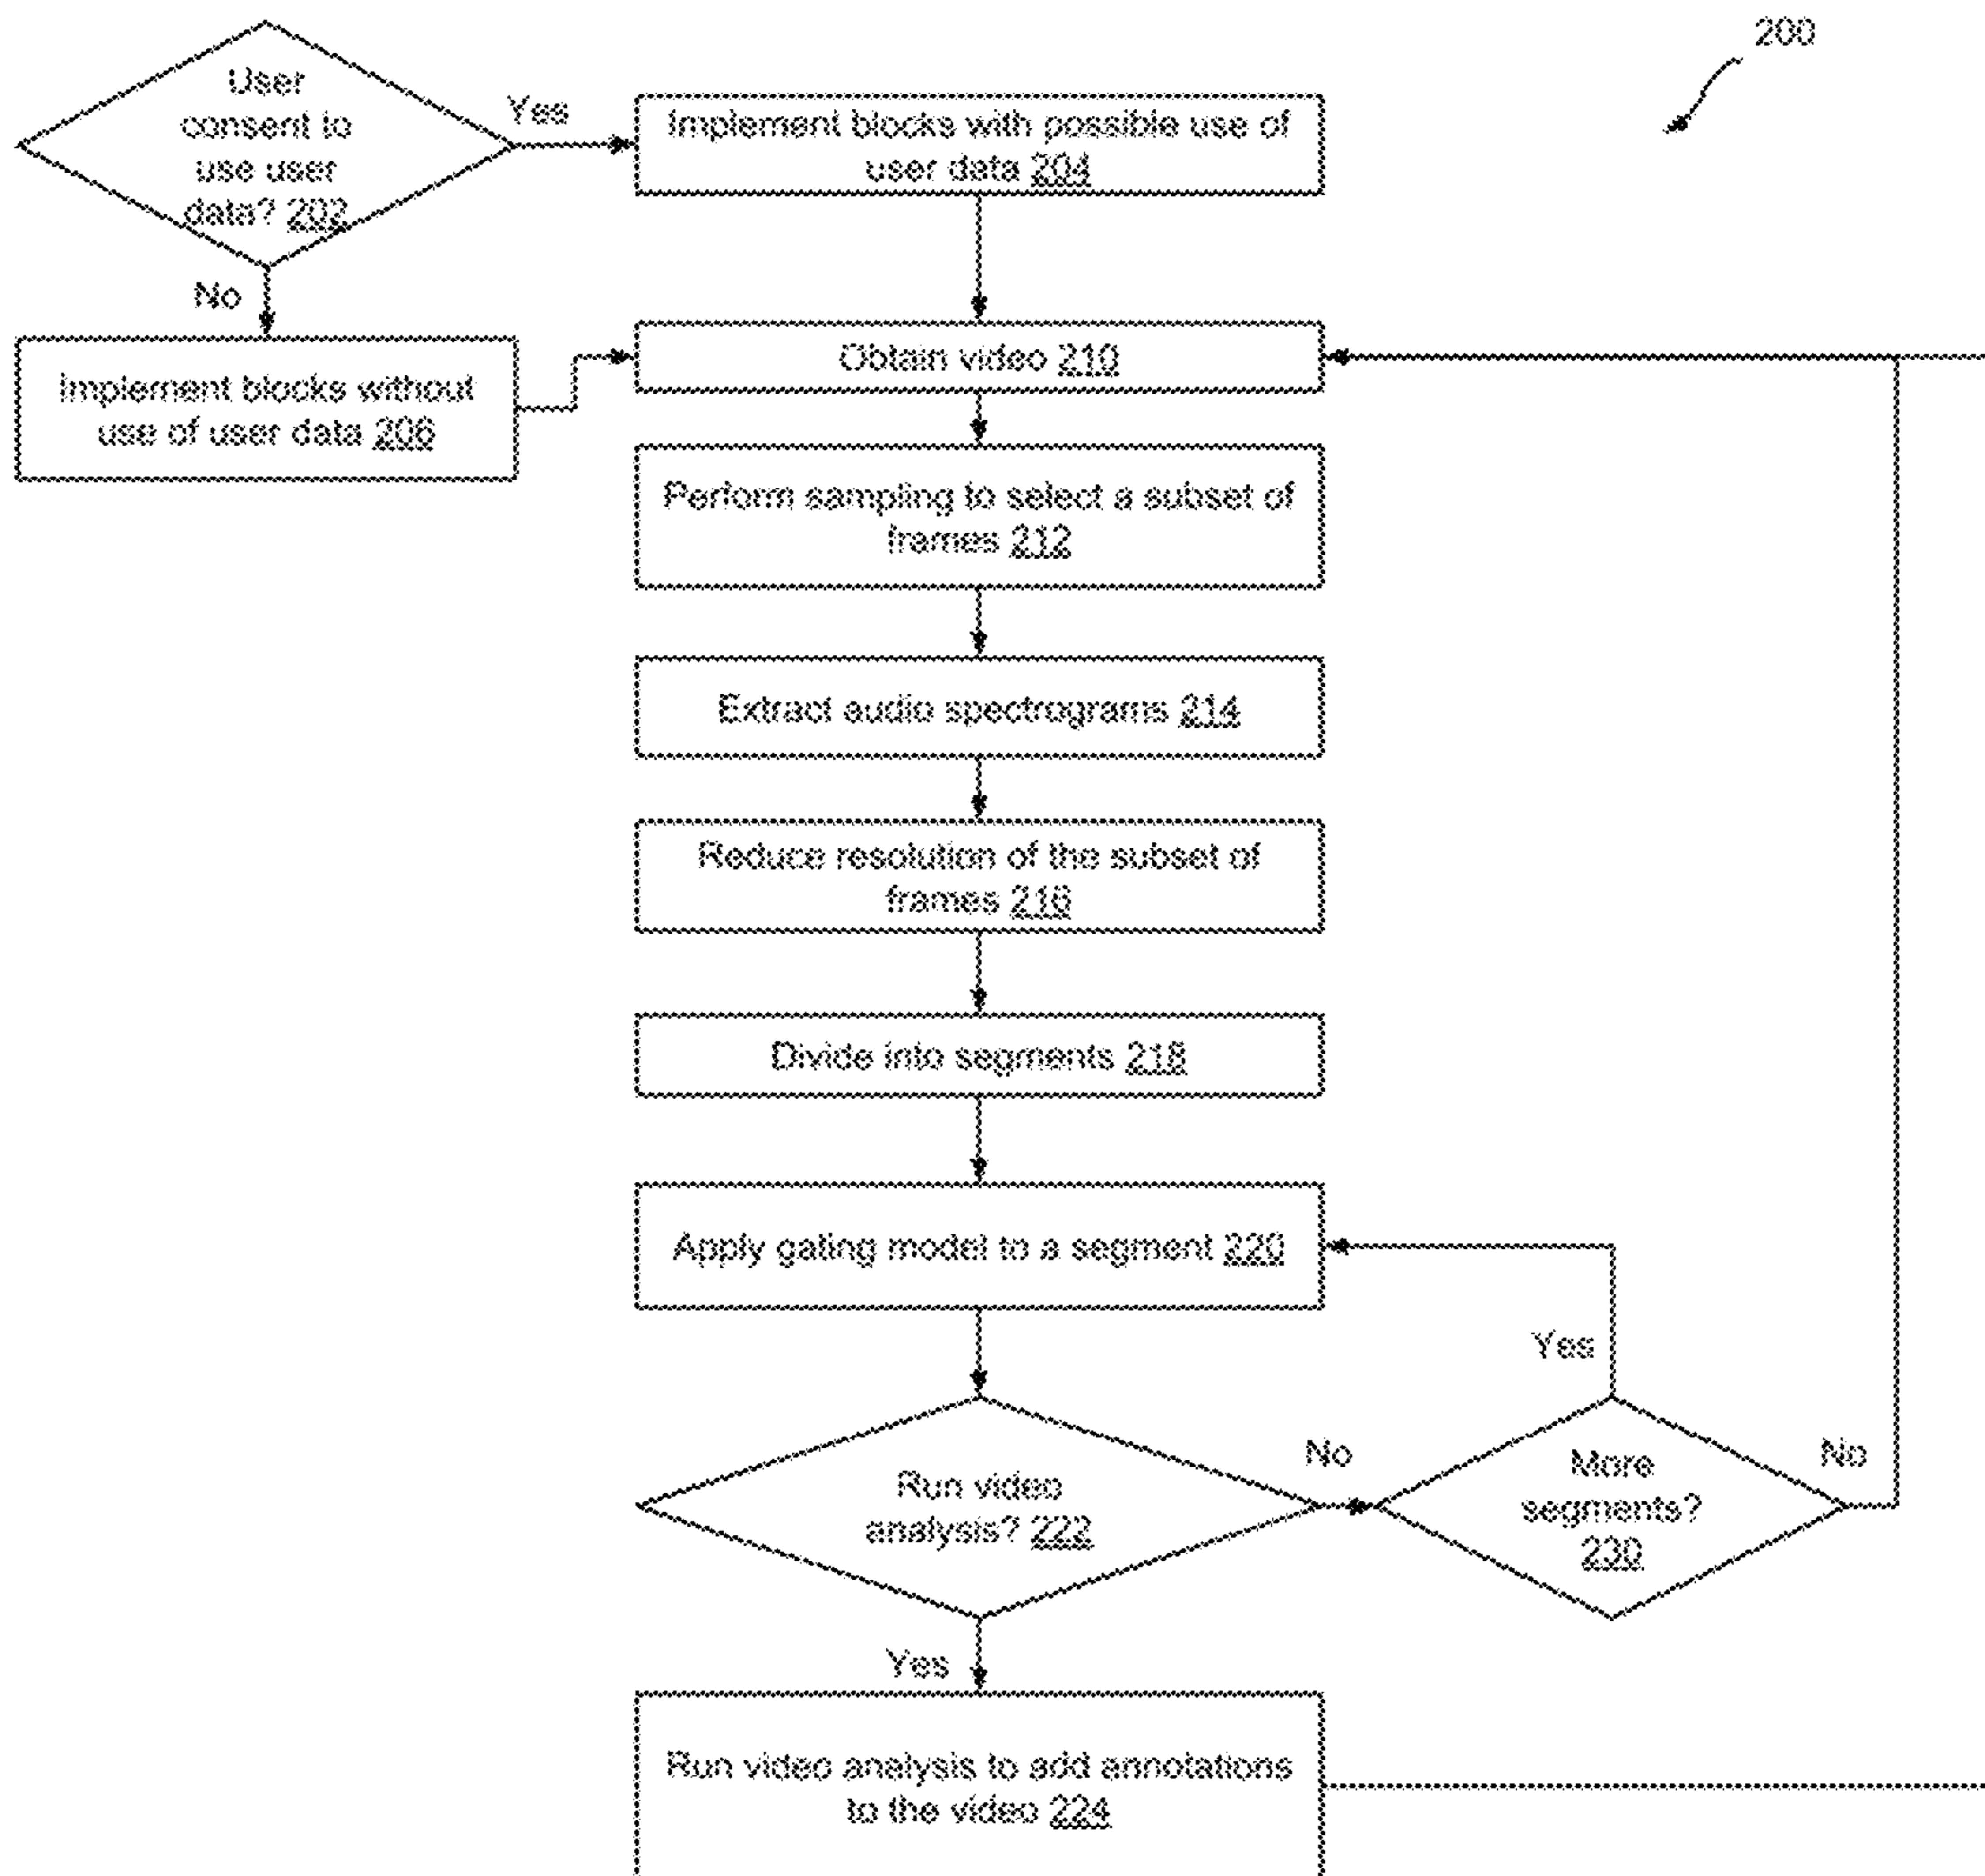 200
User
consent to
use user
data? 202
Yes
Implement blocks with possible use of
user data 204
No
Implement blocks without
use of user data 206
Obtain video 210
Perform sampling to select a subset of
frames 212
Extract audio spectrograms 214
Reduce resolution of the subset of
frames 216
Divide into segments 218
Apply gating model to a segment 220
Yes
Run video
analysis? 222
No
More
segments?
230
No
Yes
Run video analysis to add annotations
to the video 224